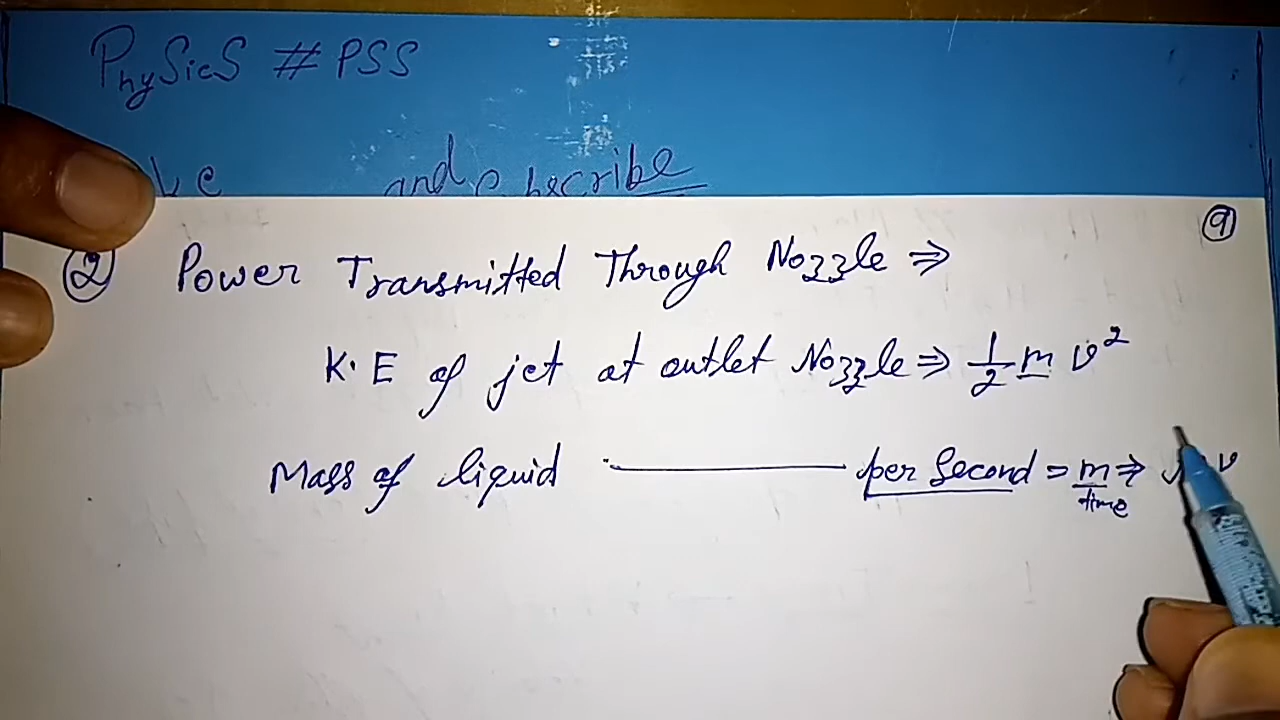 PhySicS # PSS
and
② Power Transmitted Through Nozzle ⇒
⑨
K.E of jet at outlet Nozzle ⇒ 1/2 m v²
Mass of liquid ——— per Second = m/time ⇒